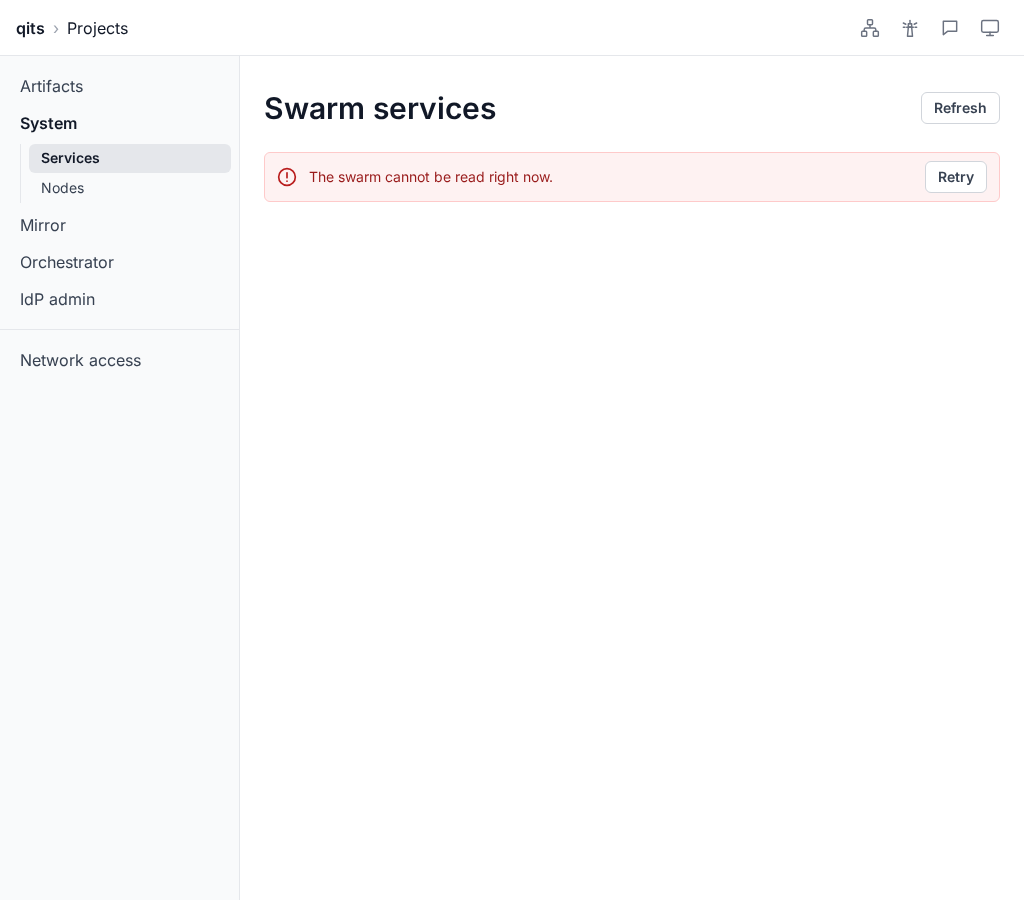 qits › Projects
Artifacts
System
Services
Nodes
Mirror
Orchestrator
IdP admin
Network access
Swarm services
Refresh
The swarm cannot be read right now.
Retry